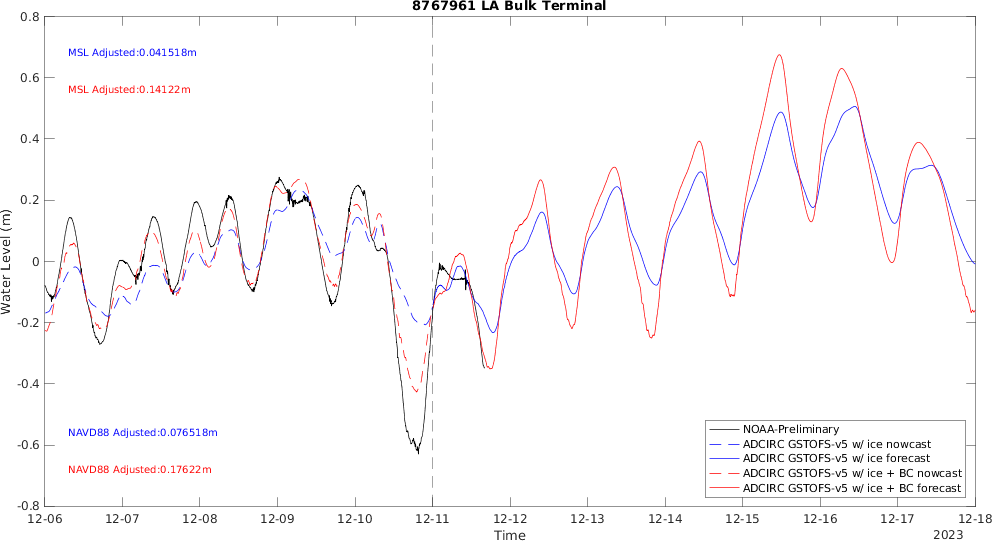 8767961 LA Bulk Terminal
0.8
MSL Adjusted:0.041518m
0.6
MSL Adjusted:0.14122m
0.4
0.2
0
Water Level (m)
-0.2
-0.4
NAVD88 Adjusted:0.076518m
-0.6
NAVD88 Adjusted:0.17622m
-0.8
NOAA-Preliminary
ADCIRC GSTOFS-v5 w/ ice nowcast
ADCIRC GSTOFS-v5 w/ ice forecast
ADCIRC GSTOFS-v5 w/ ice + BC nowcast
ADCIRC GSTOFS-v5 w/ ice + BC forecast
12-06 12-07 12-08 12-09 12-10 12-11 12-12 12-13 12-14 12-15 12-16 12-17 12-18
Time
2023